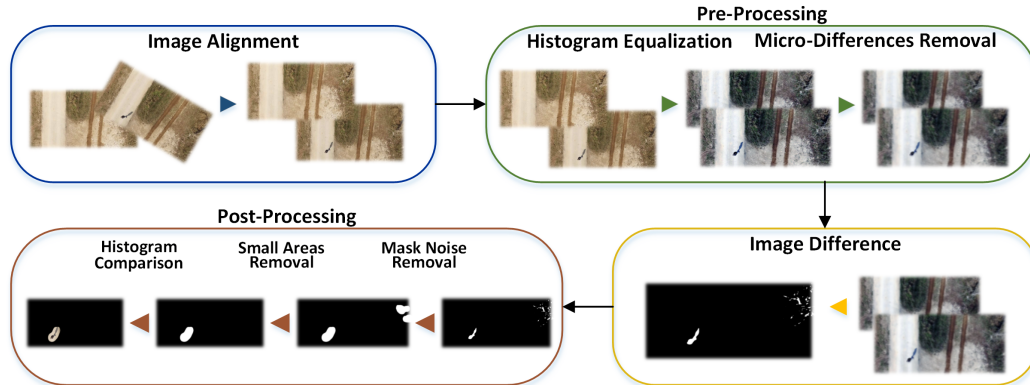 Pre-Processing
Image Alignment
Histogram Equalization
Micro-Differences Removal
Post-Processing
Histogram
Comparison
Small Areas
Removal
Mask Noise
Removal
Image Difference